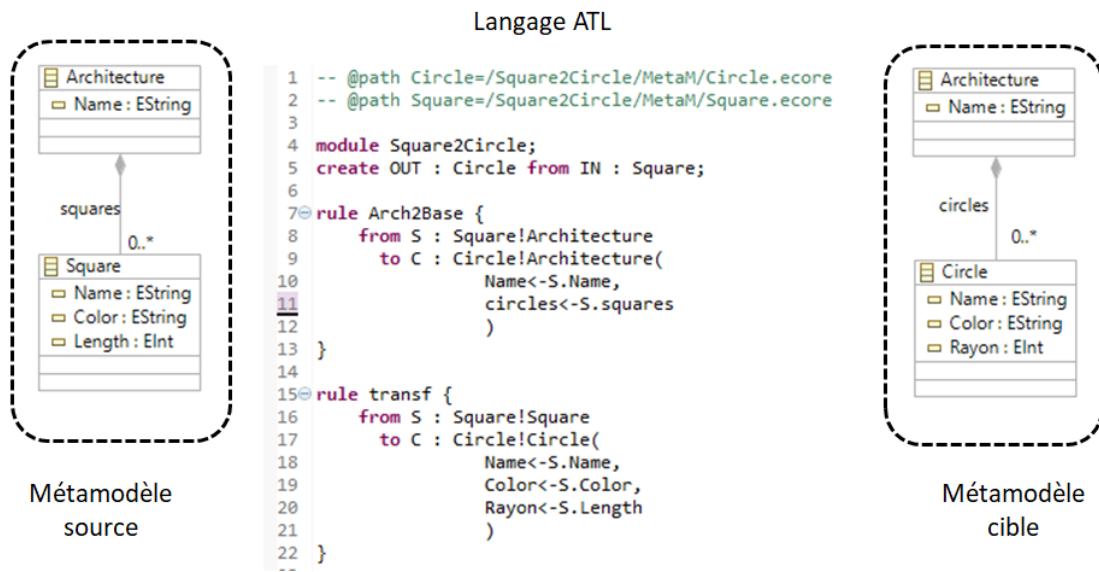 Langage ATL
Architecture
Name : EString
squares
0..*
Square
Name : EString
Color : EString
Length : EInt
Métamodèle
source
1 -- @path Circle=/Square2Circle/MetaM/Circle.ecore
2 -- @path Square=/Square2Circle/MetaM/Square.ecore
3
4 module Square2Circle;
5 create OUT : Circle from IN : Square;
6
7 rule Arch2Base {
8 from S : Square!Architecture
9 to C : Circle!Architecture(
10 Name<-S.Name,
11 circles<-S.squares
12 )
13 }
14
15 rule transf {
16 from S : Square!Square
17 to C : Circle!Circle(
18 Name<-S.Name,
19 Color<-S.Color,
20 Rayon<-S.Length
21 )
22 }
Architecture
Name : EString
circles
0..*
Circle
Name : EString
Color : EString
Rayon : EInt
Métamodèle
cible